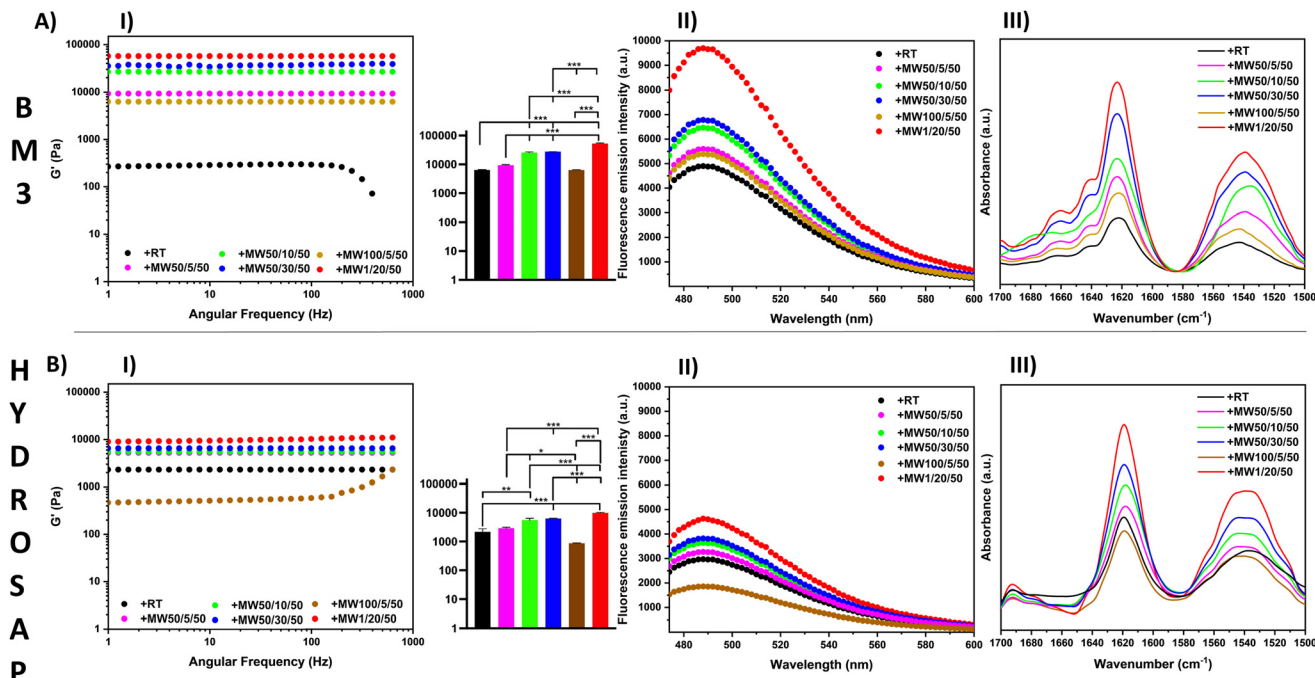 A)
I)
II)
III)
B
M
3
G' (Pa)
100000
10000
1000
100
10
1
+RT
+MW50/10/50
+MW100/5/50
+MW50/5/50
+MW50/30/50
+MW1/20/50
1
10
100
1000
Angular Frequency (Hz)
100000
10000
1000
100
10
1
***
***
***
***
***
Fluorescence emission intensity (a.u.)
10000
9000
8000
7000
6000
5000
4000
3000
2000
1000
+RT
+MW50/5/50
+MW50/10/50
+MW50/30/50
+MW100/5/50
+MW1/20/50
480 500 520 540 560 580 600
Wavelength (nm)
Absorbance (a.u.)
+RT
+MW50/5/50
+MW50/10/50
+MW50/30/50
+MW100/5/50
+MW1/20/50
1700 1680 1660 1640 1620 1600 1580 1560 1540 1520 1500
Wavenumber (cm⁻¹)
B)
I)
II)
III)
H
Y
D
R
O
S
A
P
G' (Pa)
100000
10000
1000
100
10
1
+RT
+MW50/10/50
+MW100/5/50
+MW50/5/50
+MW50/30/50
+MW1/20/50
1
10
100
1000
Angular Frequency (Hz)
100000
10000
1000
100
10
1
***
***
*
***
***
**
***
Fluorescence emission intenisty (a.u.)
10000
9000
8000
7000
6000
5000
4000
3000
2000
1000
+RT
+MW50/5/50
+MW50/10/50
+MW50/30/50
+MW100/5/50
+MW1/20/50
480 500 520 540 560 580 600
Wavelength (nm)
Absorbance (a.u.)
+RT
+MW50/5/50
+MW50/10/50
+MW50/30/50
+MW100/5/50
+MW1/20/50
1700 1680 1660 1640 1620 1600 1580 1560 1540 1520 1500
Wavenumber (cm⁻¹)